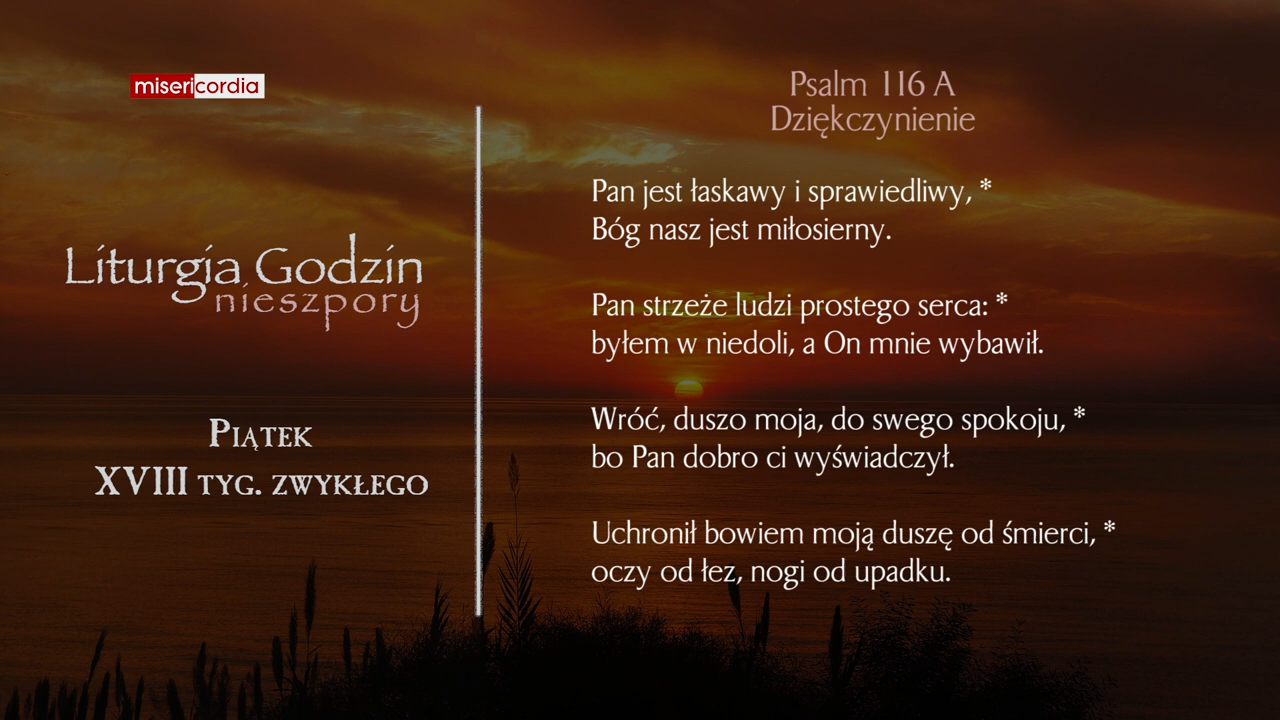 misericordia
Liturgia Godzin
nieszpory
Piątek
XVIII tyg. zwykłego
Psalm 116 A
Dziękczynienie
Pan jest łaskawy i sprawiedliwy, *
Bóg nasz jest miłosierny.
Pan strzeże ludzi prostego serca: *
byłem w niedoli, a On mnie wybawił.
Wróć, duszo moja, do swego spokoju, *
bo Pan dobro ci wyświadczył.
Uchronił bowiem moją duszę od śmierci, *
oczy od łez, nogi od upadku.